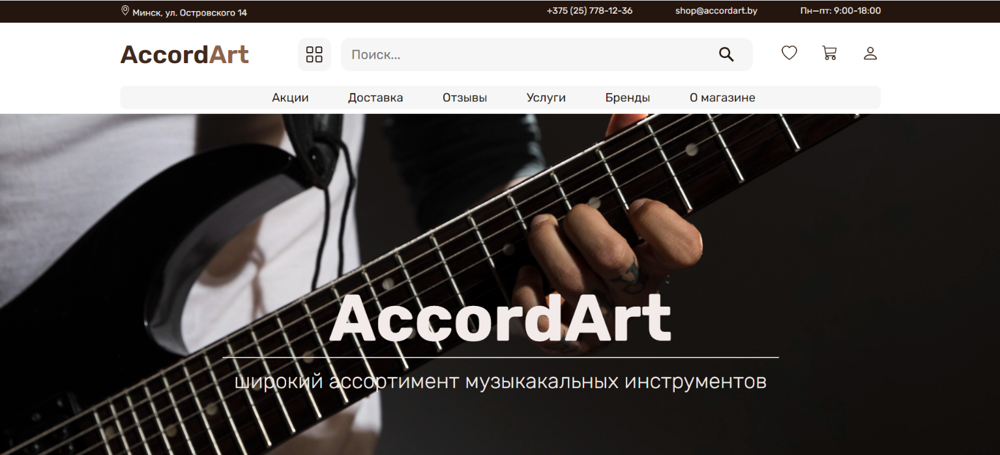 Минск, ул. Островского 14 +375 (25) 778-12-36 shop@accordart.by Пн—пт: 9:00-18:00
AccordArt Поиск...
Акции Доставка Отзывы Услуги Бренды О магазине
AccordArt
широкий ассортимент музыкакальных инструментов